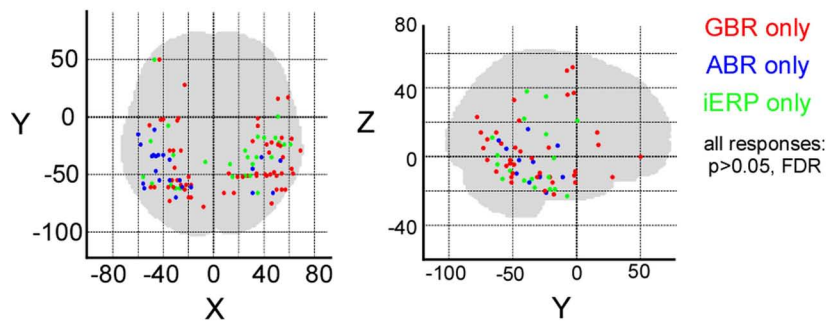 GBR only
ABR only
iERP only
all responses:
p>0.05, FDR
Y
50
0
-50
-100
-80 -40 0 40 80
X
Z
80
40
0
-40
-100 -50 0 50
Y